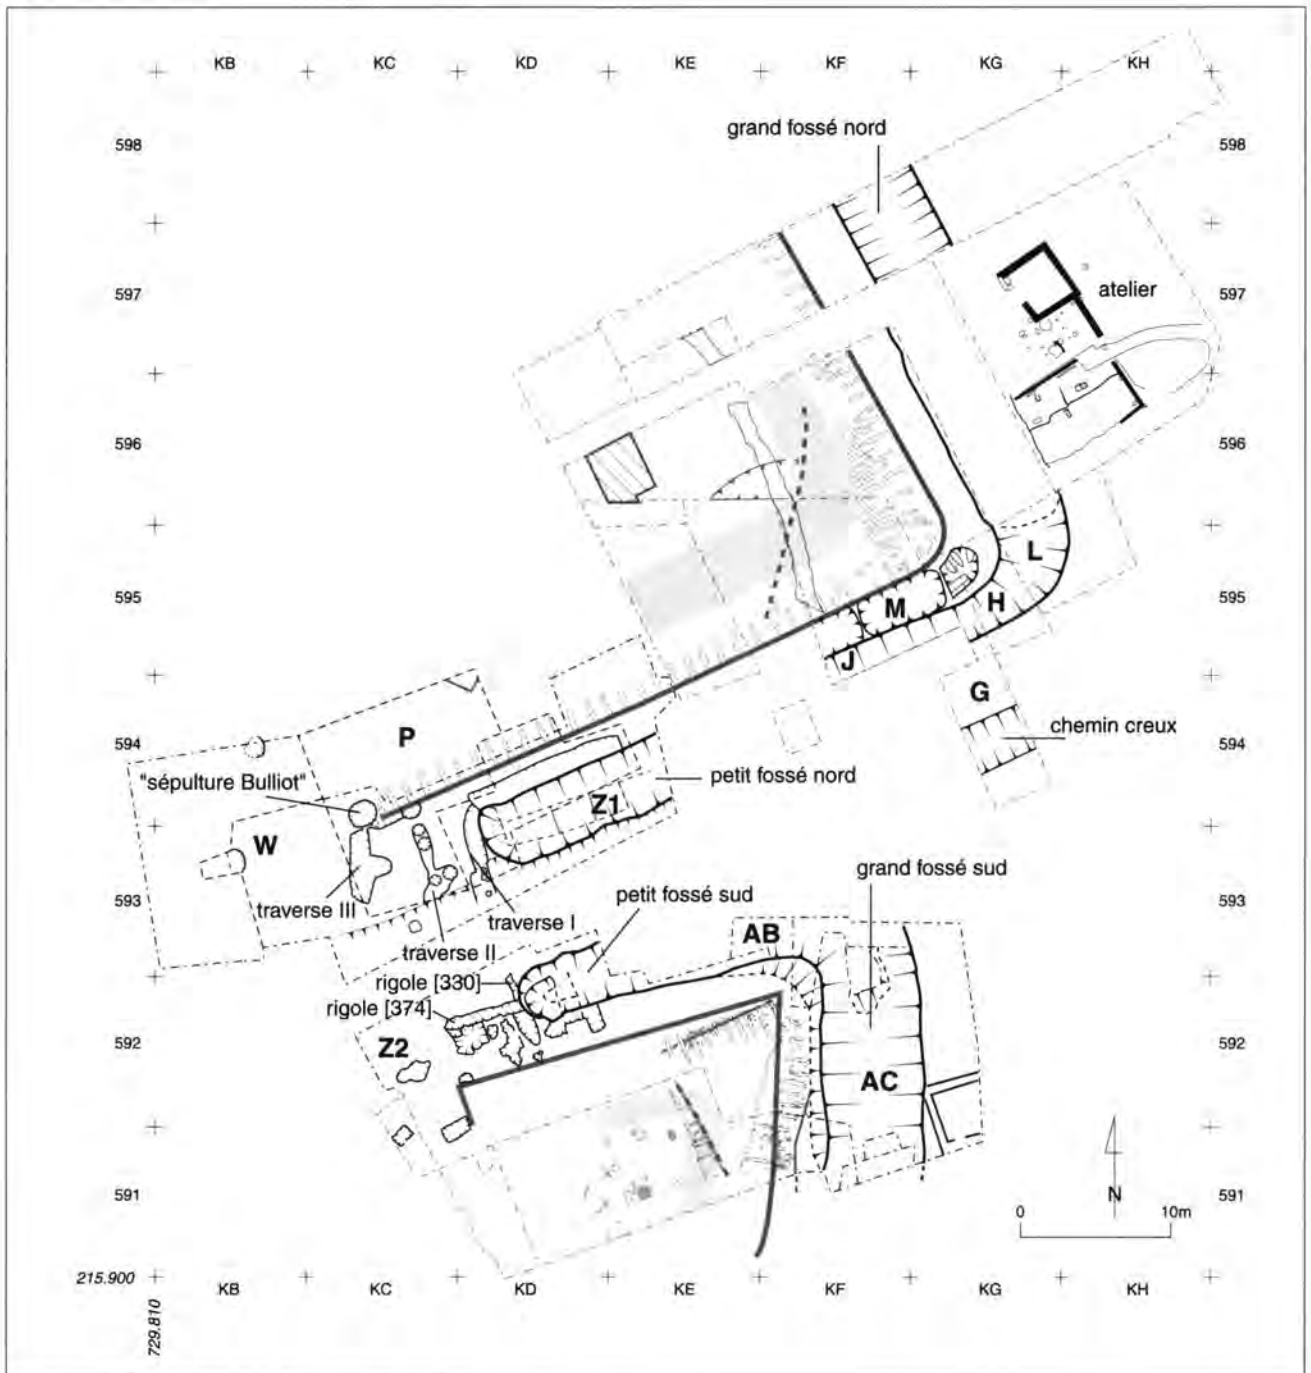 KB KC KD KE KF KG KH
grand fossé nord
598 598
597 597
atelier
596 596
L
595 595
M
H
J
G
chemin creux
594 594
P
"sépulture Bulliot"
petit fossé nord
Z1
W
grand fossé sud
petit fossé sud
593 593
traverse III
traverse I
AB
traverse II
rigole [330]
rigole [374]
592 592
Z2
AC
591 591
N
0 10m
215.900
KB KC KD KE KF KG KH
729.810